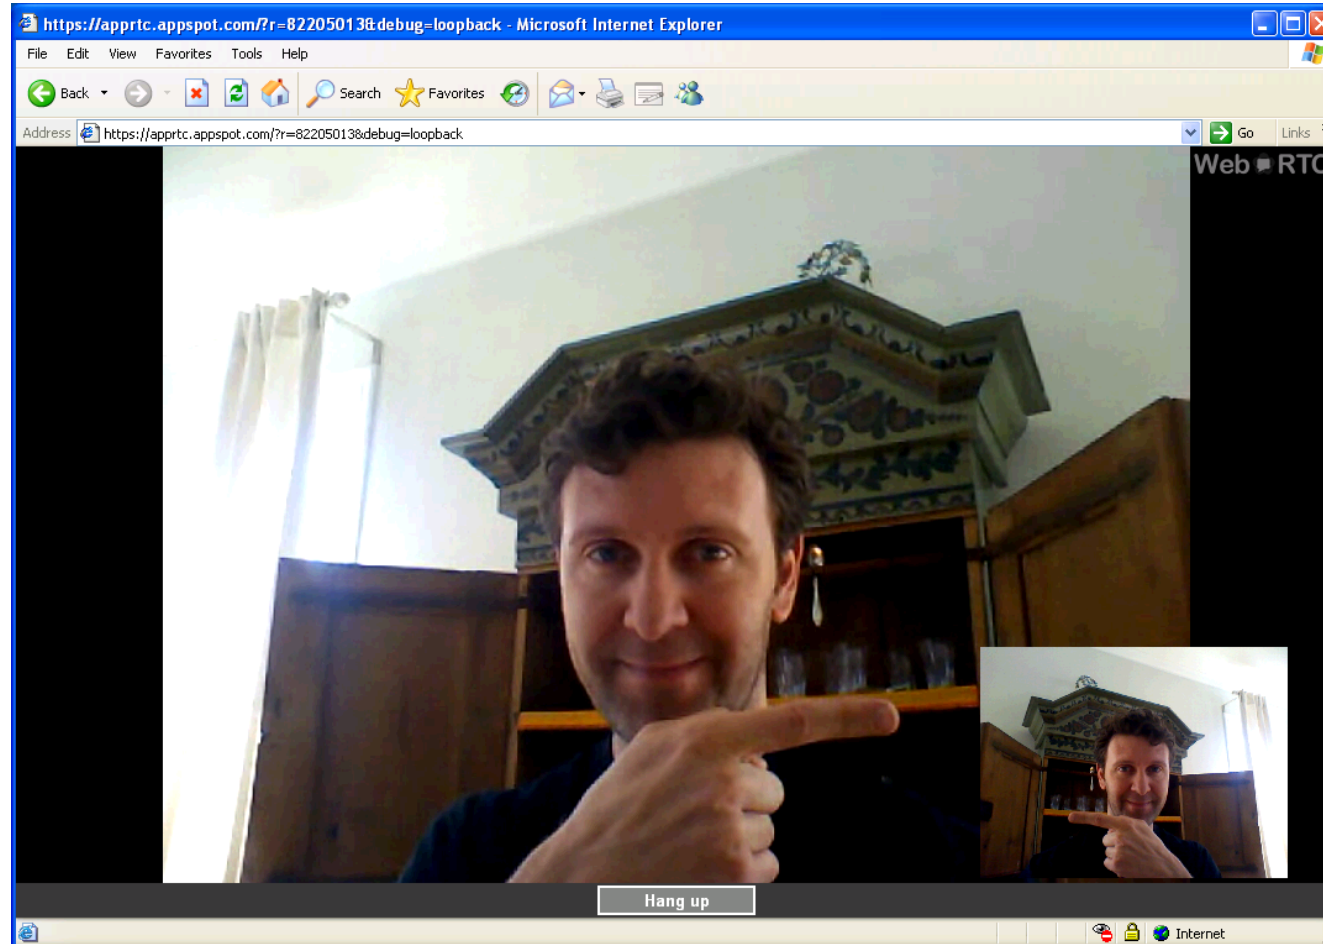 https://apprtc.appspot.com/?r=82205013&debug=loopback - Microsoft Internet Explorer
File Edit View Favorites Tools Help
Back Search Favorites
Address https://apprtc.appspot.com/?r=82205013&debug=loopback Go Links
Web RTC
Hang up
Internet